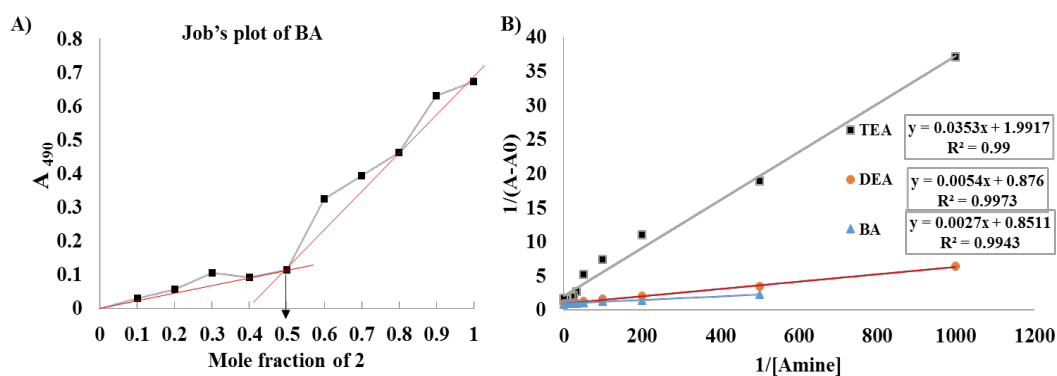 A)
Job's plot of BA
0.8
0.7
0.6
0.5
0.4
0.3
0.2
0.1
0
A490
0 0.1 0.2 0.3 0.4 0.5 0.6 0.7 0.8 0.9 1
Mole fraction of 2
B)
40
35
30
25
20
15
10
5
0
1/(A-A0)
0 200 400 600 800 1000 1200
1/[Amine]
TEA
y = 0.0353x + 1.9917
R² = 0.99
DEA
y = 0.0054x + 0.876
R² = 0.9973
BA
y = 0.0027x + 0.8511
R² = 0.9943